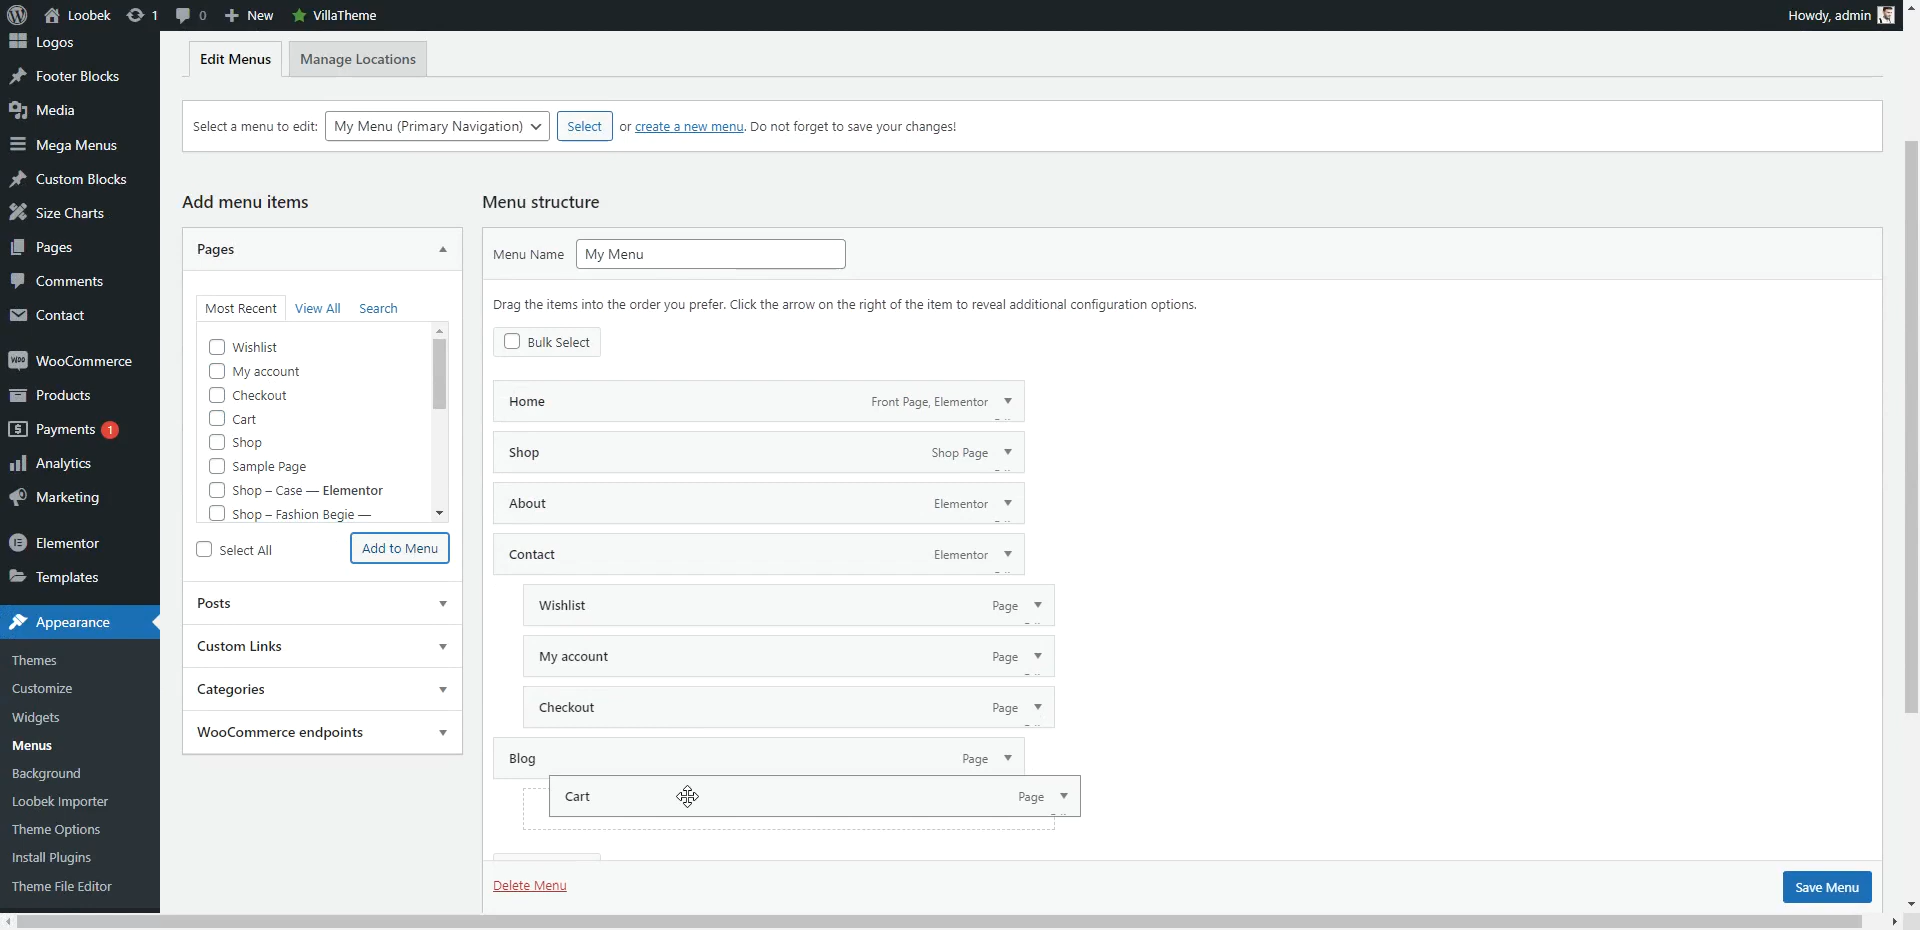 Loobek 1 0 New VillaTheme Howdy, admin
Logos
Footer Blocks
Media
Mega Menus
Custom Blocks
Size Charts
Pages
Comments
Contact
WooCommerce
Products
Payments 1
Analytics
Marketing
Elementor
Templates
Appearance
Themes
Customize
Widgets
Menus
Background
Loobek Importer
Theme Options
Install Plugins
Theme File Editor
Edit Menus Manage Locations
Select a menu to edit: My Menu (Primary Navigation) Select or create a new menu. Do not forget to save your changes!
Add menu items
Pages
Most Recent View All Search
Wishlist
My account
Checkout
Cart
Shop
Sample Page
Shop – Case — Elementor
Shop – Fashion Begie —
Select All Add to Menu
Posts
Custom Links
Categories
WooCommerce endpoints
Menu structure
Menu Name My Menu
Drag the items into the order you prefer. Click the arrow on the right of the item to reveal additional configuration options.
Bulk Select
Home Front Page, Elementor
Shop Shop Page
About Elementor
Contact Elementor
Wishlist Page
My account Page
Checkout Page
Blog Page
Cart Page
Delete Menu Save Menu